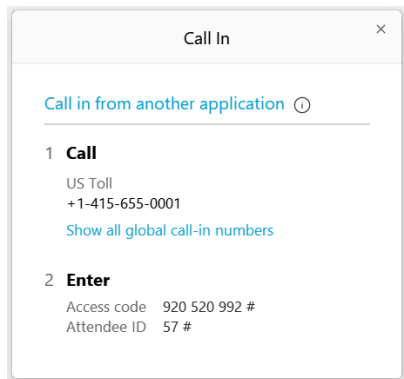 Call In
Call in from another application
1 Call
US Toll
+1-415-655-0001
Show all global call-in numbers
2 Enter
Access code 920 520 992 #
Attendee ID 57 #